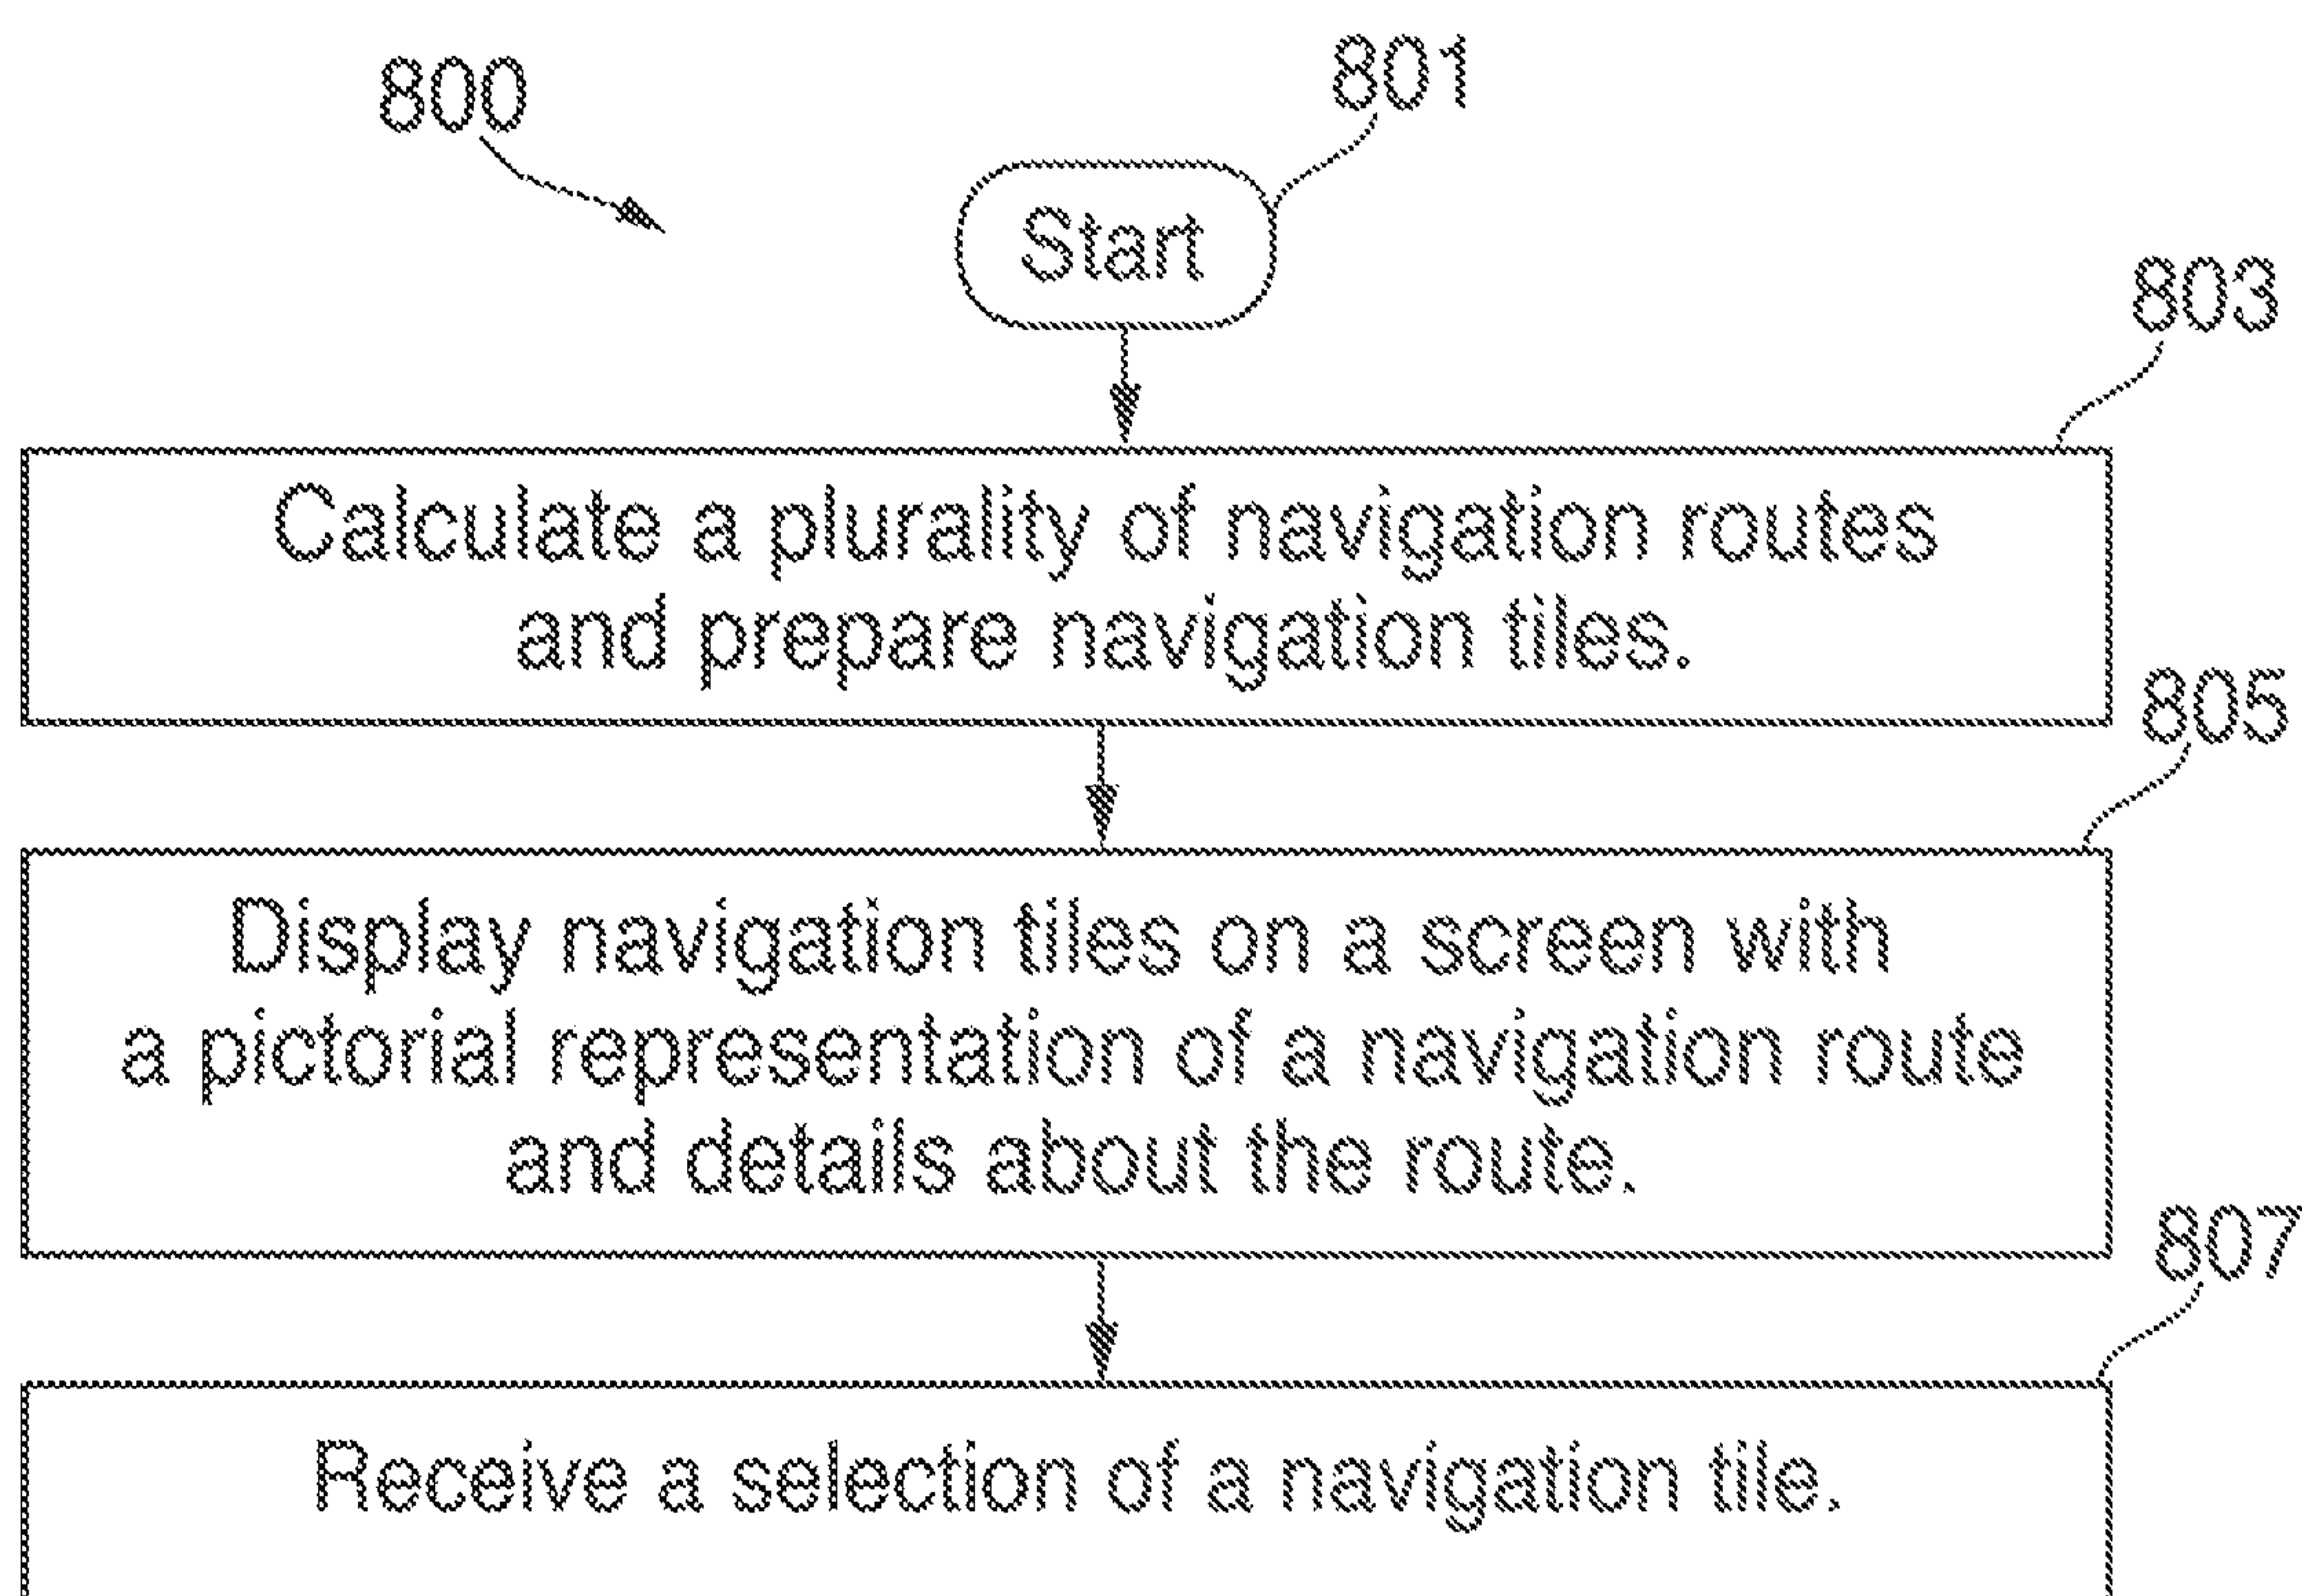 800
801
Start
803
Calculate a plurality of navigation routes
and prepare navigation tiles.
805
Display navigation tiles on a screen with
a pictorial representation of a navigation route
and details about the route.
807
Receive a selection of a navigation tile.